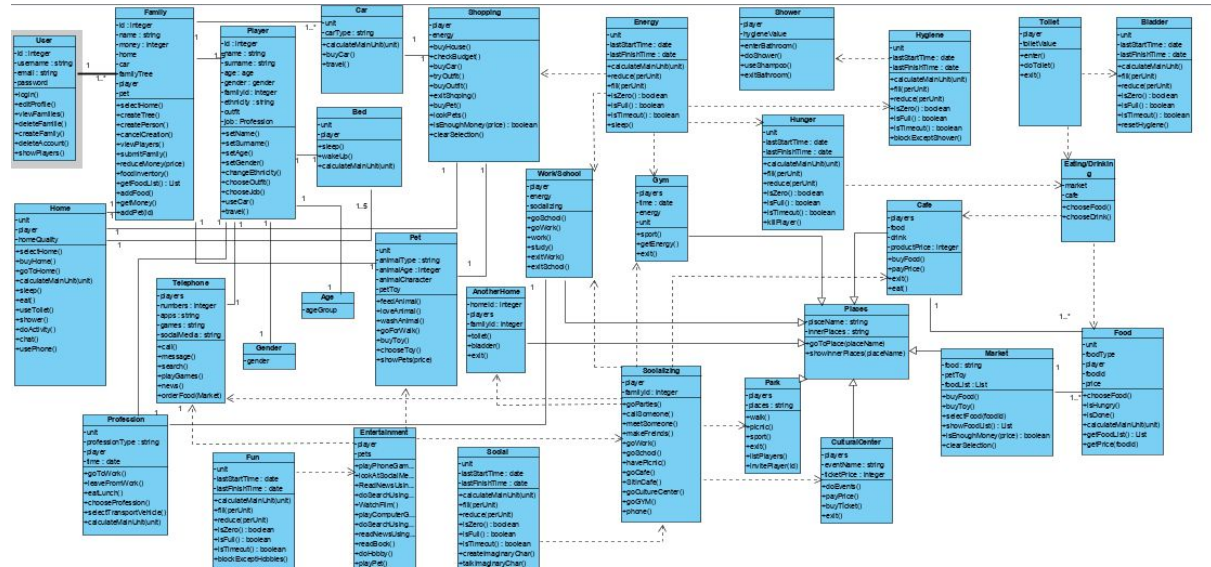 User
-id : Integer
-username : string
-email : string
-password
+login()
+editProfile()
+viewFamilies()
+deleteFamilie()
+createFamily()
+deleteAccount()
+showPlayers()
Family
-id : Integer
-name : string
-money : Integer
-home
-car
-familyTree
-player
-pet
+selectHome()
+createTree()
+createPerson()
+cancelCreation()
+viewPlayers()
+submitFamily()
+reduceMoney(price)
+foodInventory()
+getFoodList() : List
+addFood()
+getMoney()
+addPet(id)
Player
-id : Integer
-name : string
-surname : string
-age : age
-gender : gender
-familyId : Integer
-ethnicity : string
-outfit
-job : Profession
+setName()
+setSurname()
+setAge()
+setGender()
+changeEthnicity()
+chooseOutfit()
+chooseJob()
+useCar()
+travel()
Car
-unit
-carType : string
+calculateMainUnit(unit)
+buyCar()
+travel()
Bed
-unit
-player
+sleep()
+wakeUp()
+calculateMainUnit(unit)
Shopping
-player
-energy
+buyHouse()
+checkBudget()
+buyCar()
+tryOutfit()
+buyOutfit()
+exitShoping()
+buyPet()
+lookPets()
+isEnoughMoney(price) : boolean
+clearSelection()
Energy
-unit
-lastStartTime : date
-lastFinishTime : date
+calculateMainUnit(unit)
+reduce(perUnit)
+fill(perUnit)
+isZero() : boolean
+isFull() : boolean
+isTimeout() : boolean
+sleep()
Shower
-player
-hygieneValue
+enterBathroom()
+doShower()
+useShampoo()
+exitBathroom()
Hygiene
-unit
-lastStartTime : date
-lastFinishTime : date
+calculateMainUnit(unit)
+fill(perUnit)
+reduce(perUnit)
+isZero() : boolean
+isFull() : boolean
+isTimeout() : boolean
+blockExceptShower()
Toilet
-player
-toiletValue
+enter()
+doToilet()
+exit()
Bladder
-unit
-lastStartTime : date
-lastFinishTime : date
+calculateMainUnit(unit)
+fill(perUnit)
+reduce(perUnit)
+isZero() : boolean
+isFull() : boolean
+isTimeout() : boolean
+resetHygiene()
Hunger
-unit
-lastStartTime : date
-lastFinishTime : date
+calculateMainUnit(unit)
+fill(perUnit)
+reduce(perUnit)
+isZero() : boolean
+isFull() : boolean
+isTimeout() : boolean
+killPlayer()
Eating/Drinkin
g
-market
-cafe
+chooseFood()
+chooseDrink()
Work/School
-player
-energy
-socializing
+goSchool()
+goWork()
+work()
+study()
+exitWork()
+exitSchool()
Gym
-players
-time : date
-energy
-unit
+sport()
+getEnergy()
+exit()
Cafe
-players
-food
-drink
-productPrice : Integer
+buyFood()
+payPrice()
+exit()
+eat()
Home
-unit
-player
-homeQuality
+selectHome()
+buyHome()
+goToHome()
+calculateMainUnit(unit)
+sleep()
+eat()
+useToilet()
+shower()
+doActivity()
+chat()
+usePhone()
Telephone
-players
-numbers : Integer
-apps : string
-games : string
-socialMedia : string
+call()
+message()
+search()
+playGames()
+news()
+orderFood(Market)
Gender
-gender
Age
-ageGroup
Pet
-unit
-animalType : string
-animalAge : Integer
-animalCharacter
-petToy
+feedAnimal()
+loveAnimal()
+washAnimal()
+goForWalk()
+buyToy()
+chooseToy()
+showPets(price)
AnotherHome
-homeId : Integer
-players
-familyId : Integer
+toilet()
+bladder()
+exit()
Places
-placeName : string
-innerPlaces : string
+goToPlace(placeName)
+showInnerPlaces(placeName)
Food
-unit
-foodType
-player
-foodId
-price
+chooseFood()
+isHungry()
+isDone()
+calculateMainUnit(unit)
+getFoodList() : List
+getPrice(foodId)
Market
-food : string
-petToy
-foodList : List
+buyFood()
+buyToy()
+selectFood(foodId)
+showFoodList() : List
+isEnoughMoney(price) : boolean
+clearSelection()
Socializing
-player
-familyId : Integer
+goParties()
+callSomeone()
+meetSomeone()
+makeFreinds()
+goWork()
+goSchool()
+havePicnic()
+goCafe()
+SitInCafe()
+goCultureCenter()
+goGYM()
+phone()
Park
-players
-places : string
+walk()
+picnic()
+sport()
+exit()
+listPlayers()
+invitePlayer(id)
CulturalCenter
-players
-eventName : string
-ticketPrice : Integer
+doEvents()
+payPrice()
+buyTicket()
+exit()
Profession
-unit
-professionType : string
-player
-time : date
+goToWork()
+leaveFromWork()
+eatLunch()
+chooseProfession()
+selectTransportVehicle()
+calculateMainUnit(unit)
Fun
-unit
-lastStartTime : date
-lastFinishTime : date
+calculateMainUnit(unit)
+fill(perUnit)
+reduce(perUnit)
+isZero() : boolean
+isFull() : boolean
+isTimeout() : boolean
+blockExceptHobbies()
Entertainment
-player
-pets
+playPhoneGam...
+lookAtSocialMe...
+ReadNewsUsin...
+doSearchUsing...
+WatchFilm()
+playComputerG...
+doSearchUsing...
+readNewsUsing...
+readBook()
+doHobby()
+playPet()
Social
-unit
-lastStartTime : date
-lastFinishTime : date
+calculateMainUnit(unit)
+fill(perUnit)
+reduce(perUnit)
+isZero() : boolean
+isFull() : boolean
+isTimeout() : boolean
+createImaginaryChar()
+talkImaginaryChar()